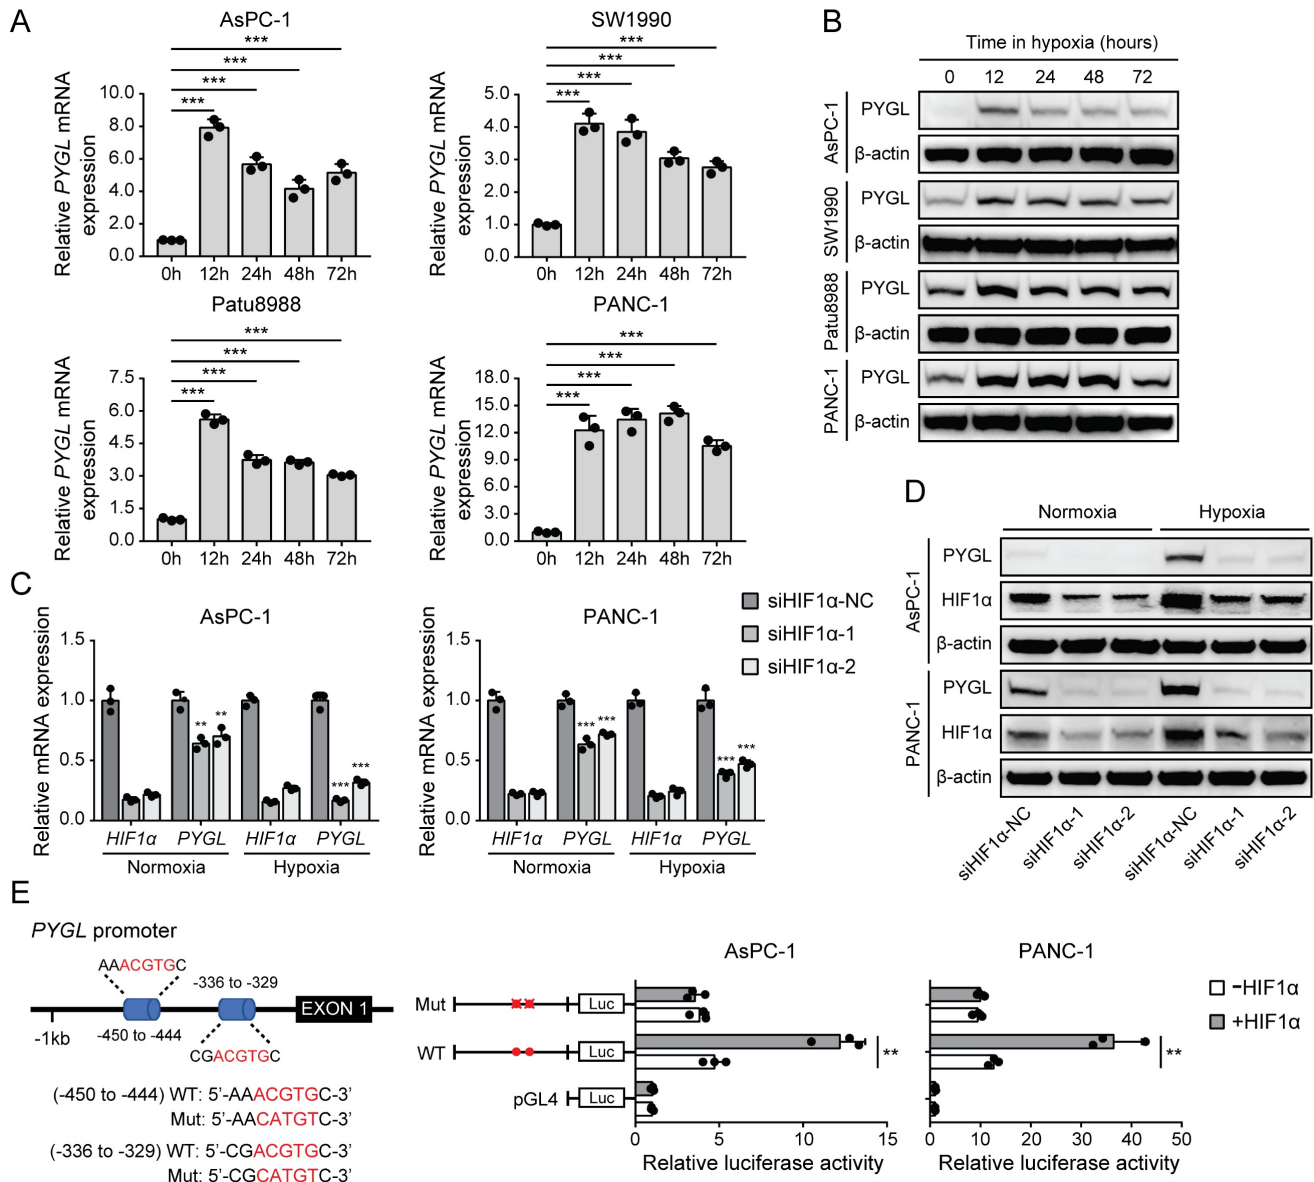 A
AsPC-1
Relative PYGL mRNA
expression
10.0
8.0
6.0
4.0
2.0
0.0
***
***
***
***
0h 12h 24h 48h 72h
SW1990
Relative PYGL mRNA
expression
5.0
4.0
3.0
2.0
1.0
0.0
***
***
***
***
0h 12h 24h 48h 72h
Patu8988
Relative PYGL mRNA
expression
7.5
6.0
4.5
3.0
1.5
0.0
***
***
***
***
0h 12h 24h 48h 72h
PANC-1
Relative PYGL mRNA
expression
18.0
15.0
12.0
9.0
6.0
3.0
0.0
***
***
***
***
0h 12h 24h 48h 72h
B
Time in hypoxia (hours)
0 12 24 48 72
AsPC-1
PYGL
β-actin
SW1990
PYGL
β-actin
Patu8988
PYGL
β-actin
PANC-1
PYGL
β-actin
C
AsPC-1
Relative mRNA expression
1.5
1.0
0.5
0.0
** **
*** ***
HIF1α PYGL HIF1α PYGL
Normoxia Hypoxia
PANC-1
Relative mRNA expression
1.5
1.0
0.5
0.0
*** ***
*** ***
HIF1α PYGL HIF1α PYGL
Normoxia Hypoxia
siHIF1α-NC
siHIF1α-1
siHIF1α-2
D
Normoxia Hypoxia
AsPC-1
PYGL
HIF1α
β-actin
PANC-1
PYGL
HIF1α
β-actin
siHIF1α-NC siHIF1α-1 siHIF1α-2 siHIF1α-NC siHIF1α-1 siHIF1α-2
E
PYGL promoter
AAACGTGC
-336 to -329
EXON 1
-1kb
-450 to -444
CGACGTGC
(-450 to -444) WT: 5'-AAACGTGC-3'
Mut: 5'-AACATGTC-3'
(-336 to -329) WT: 5'-CGACGTGC-3'
Mut: 5'-CGCATGTC-3'
Mut Luc
WT Luc
pGL4 Luc
AsPC-1
**
0 5 10 15
Relative luciferase activity
PANC-1
**
0 10 20 30 40 50
Relative luciferase activity
-HIF1α
+HIF1α